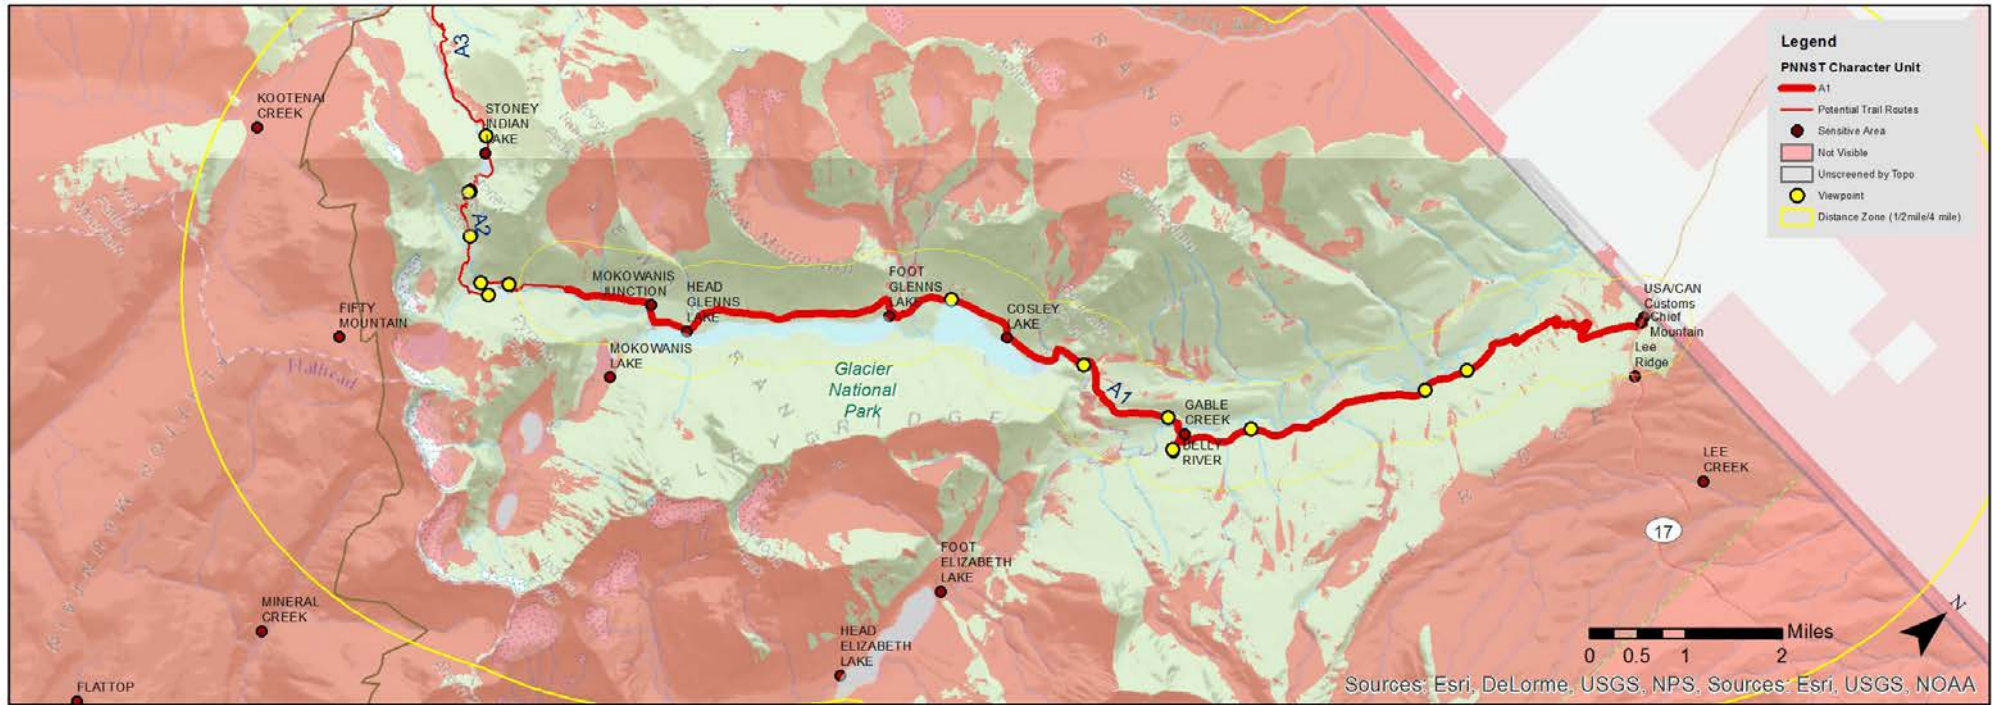 Legend
PNNST Character Unit
A1
Potential Trail Routes
Sensitive Area
Not Visible
Unscreened by Topo
Viewpoint
Distance Zone (1/2mile/4 mile)
A3
KOOTENAI
CREEK
STONEY
INDIAN
LAKE
A2
MOKOWANIS
JUNCTION
HEAD
GLENNS
LAKE
FOOT
GLENNS
LAKE
COSLEY
LAKE
USA/CAN
Customs
Chief
Mountain
Lee
Ridge
FIFTY
MOUNTAIN
MOKOWANIS
LAKE
Flathead
Glacier
National
Park
A1
GABLE
CREEK
BELLY
RIVER
LEE
CREEK
17
FOOT
ELIZABETH
LAKE
MINERAL
CREEK
HEAD
ELIZABETH
LAKE
FLATTOP
N
Miles
0 0.5 1 2
Sources: Esri, DeLorme, USGS, NPS, Sources: Esri, USGS, NOAA